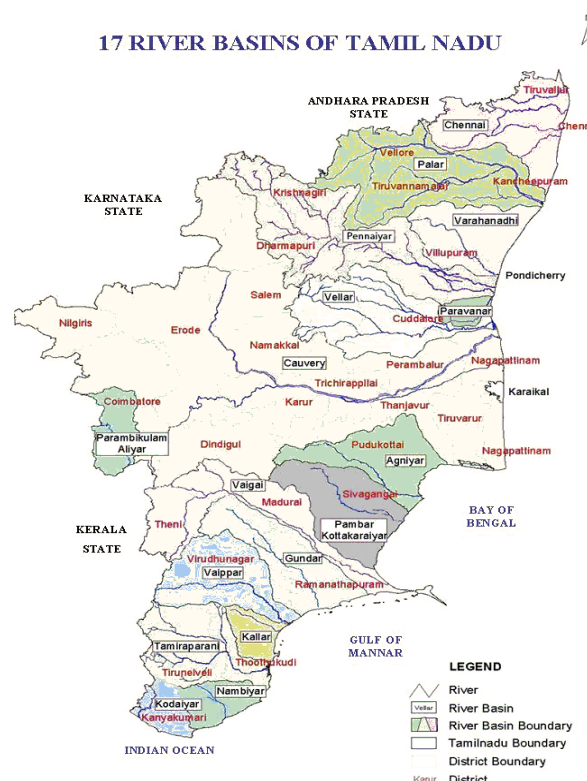 17 RIVER BASINS OF TAMIL NADU
Tiruvallur
ANDHARA PRADESH
STATE
Chennai
Chenn
Vellore
Palar
Kancheepuram
Tiruvannamalai
Krishnagiri
KARNATAKA
STATE
Varahanadhi
Pennaiyar
Dharmapuri
Villupuram
Pondicherry
Salem
Vellar
Paravanar
Cuddalore
Nilgiris
Erode
Namakkal
Cauvery
Perambalur
Nagapattinam
Trichirappllai
Karaikal
Coimbatore
Karur
Thanjavur
Tiruvarur
Parambikulam
Aliyar
Dindigul
Pudukottai
Nagapattinam
Agniyar
Vaigai
Sivagangai
Madurai
BAY OF
BENGAL
Theni
Pambar
Kottakaraiyar
KERALA
STATE
Virudhunagar
Gundar
Vaippar
Ramanathapuram
Kallar
Tamiraparani
GULF OF
MANNAR
Thoothukudi
Tirunelveli
Nambiyar
Kodaiyar
Kanyakumari
INDIAN OCEAN
LEGEND
River
Vellar
River Basin
River Basin Boundary
Tamilnadu Boundary
District Boundary
Karur
District